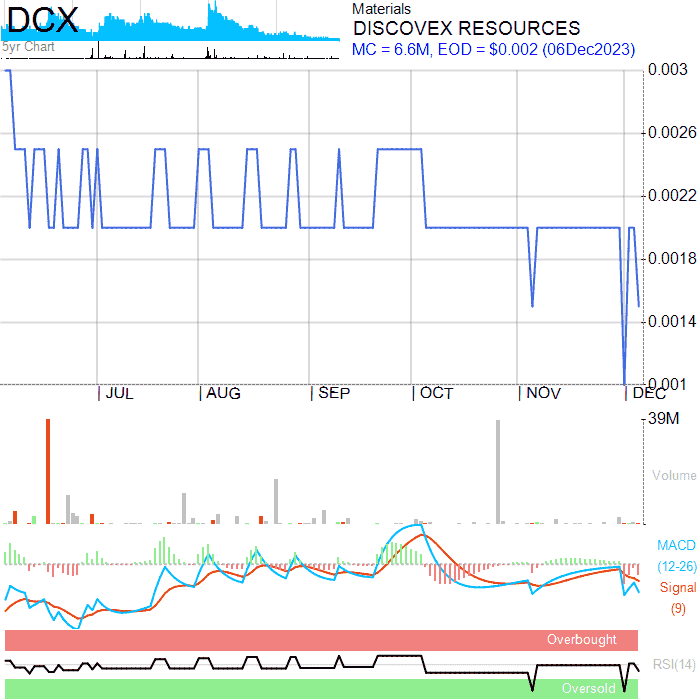 DCX
5yr Chart
Materials
DISCOVEX RESOURCES
MC = 6.6M, EOD = $0.002 (06Dec2023)
0.003
0.0026
0.0022
0.0018
0.0014
0.001
JUL AUG SEP OCT NOV DEC
39M
Volume
MACD
(12-26)
Signal
(9)
Overbought
RSI(14)
Oversold